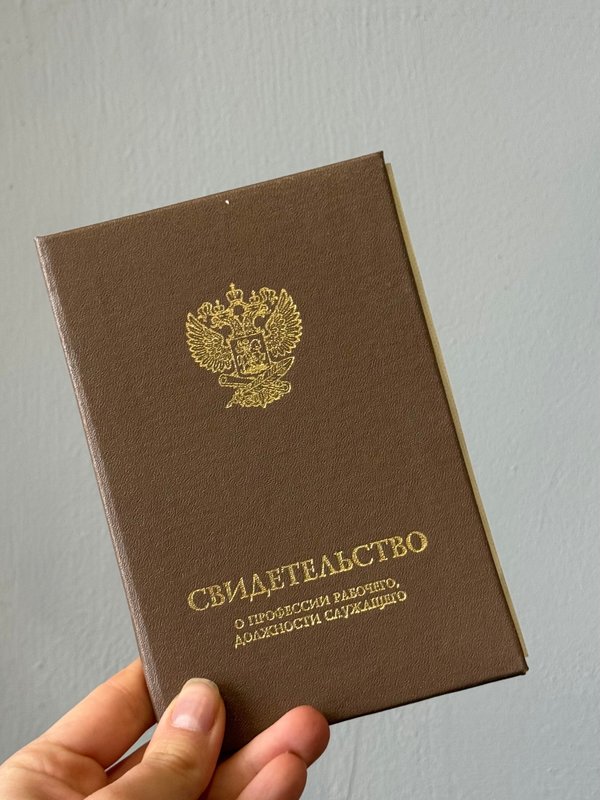 СВИДЕТЕЛЬСТВО
О ПРОФЕССИИ РАБОЧЕГО,
ДОЛЖНОСТИ СЛУЖАЩЕГО